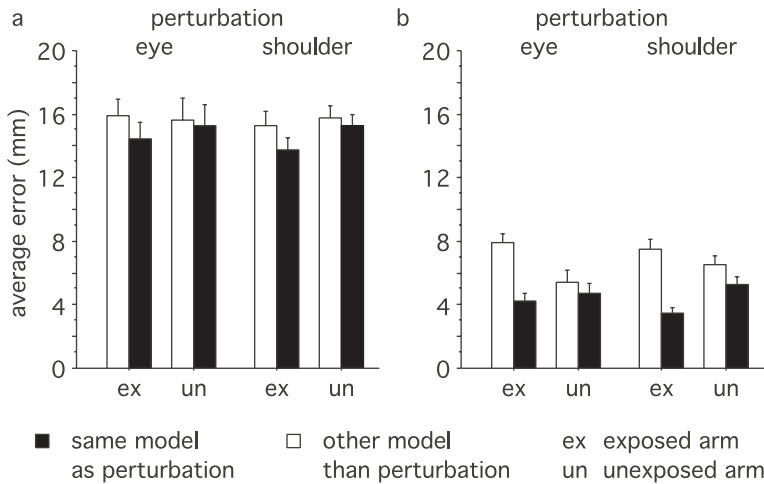 a perturbation b perturbation
eye shoulder eye shoulder
average error (mm)
20 20
16 16
12 12
8 8
4 4
0 0
ex un ex un ex un ex un
same model other model ex exposed arm
as perturbation than perturbation un unexposed arm